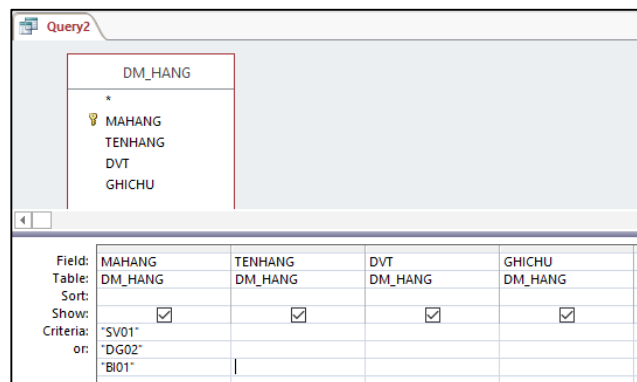 Query2
DM_HANG
*
MAHANG
TENHANG
DVT
GHICHU
Field: MAHANG TENHANG DVT GHICHU
Table: DM_HANG DM_HANG DM_HANG DM_HANG
Sort:
Show:
Criteria: "SV01"
or: "DG02"
"BI01"